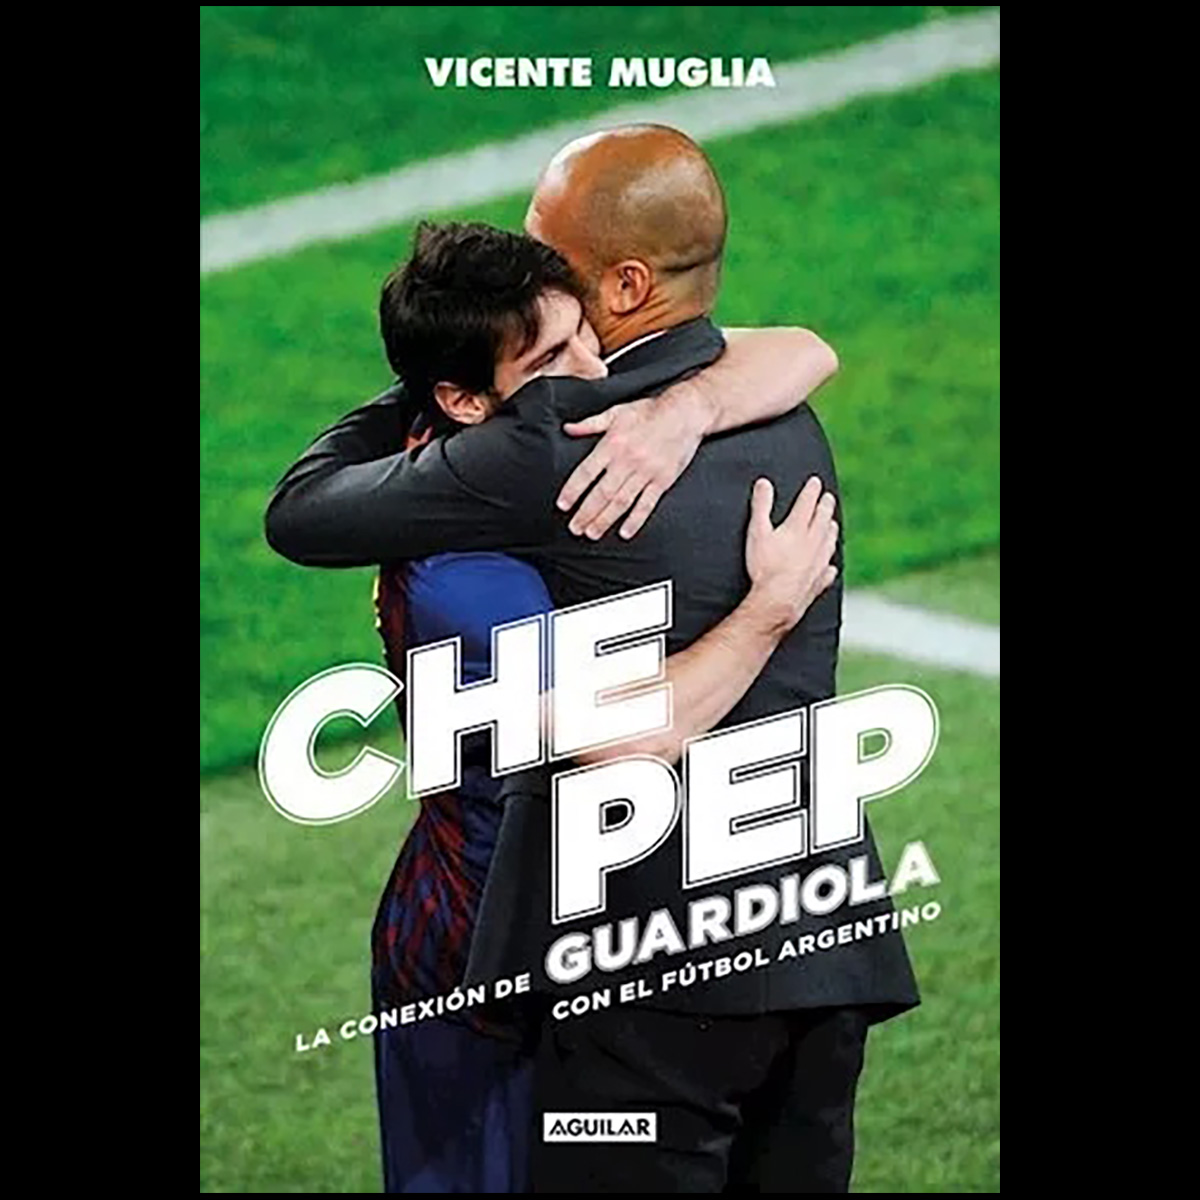 VICENTE MUGLIA
CHE
PEP
LA CONEXIÓN DE GUARDIOLA
CON EL FÚTBOL ARGENTINO
AGUILAR